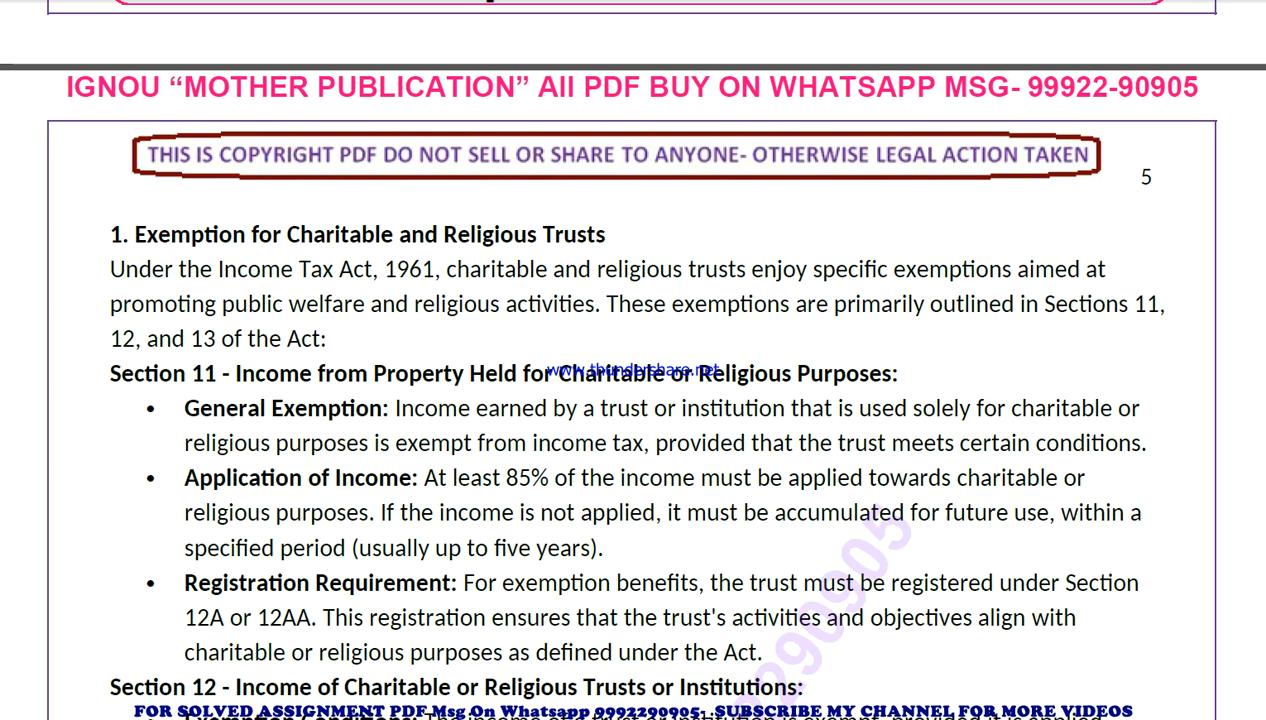 IGNOU “MOTHER PUBLICATION” All PDF BUY ON WHATSAPP MSG- 99922-90905
THIS IS COPYRIGHT PDF DO NOT SELL OR SHARE TO ANYONE- OTHERWISE LEGAL ACTION TAKEN
5
1. Exemption for Charitable and Religious Trusts
Under the Income Tax Act, 1961, charitable and religious trusts enjoy specific exemptions aimed at
promoting public welfare and religious activities. These exemptions are primarily outlined in Sections 11,
12, and 13 of the Act:
Section 11 - Income from Property Held for Charitable or Religious Purposes:
www.thundershare.net
• General Exemption: Income earned by a trust or institution that is used solely for charitable or
religious purposes is exempt from income tax, provided that the trust meets certain conditions.
• Application of Income: At least 85% of the income must be applied towards charitable or
religious purposes. If the income is not applied, it must be accumulated for future use, within a
specified period (usually up to five years).
• Registration Requirement: For exemption benefits, the trust must be registered under Section
12A or 12AA. This registration ensures that the trust's activities and objectives align with
charitable or religious purposes as defined under the Act.
290905
Section 12 - Income of Charitable or Religious Trusts or Institutions:
FOR SOLVED ASSIGNMENT PDF Msg On Whatsapp 9992290905- SUBSCRIBE MY CHANNEL FOR MORE VIDEOS